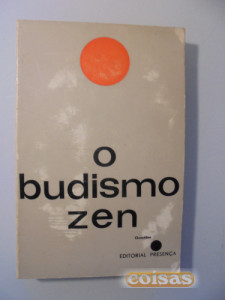 o
budismo
zen
EDITORIAL PRESENÇA
coisas